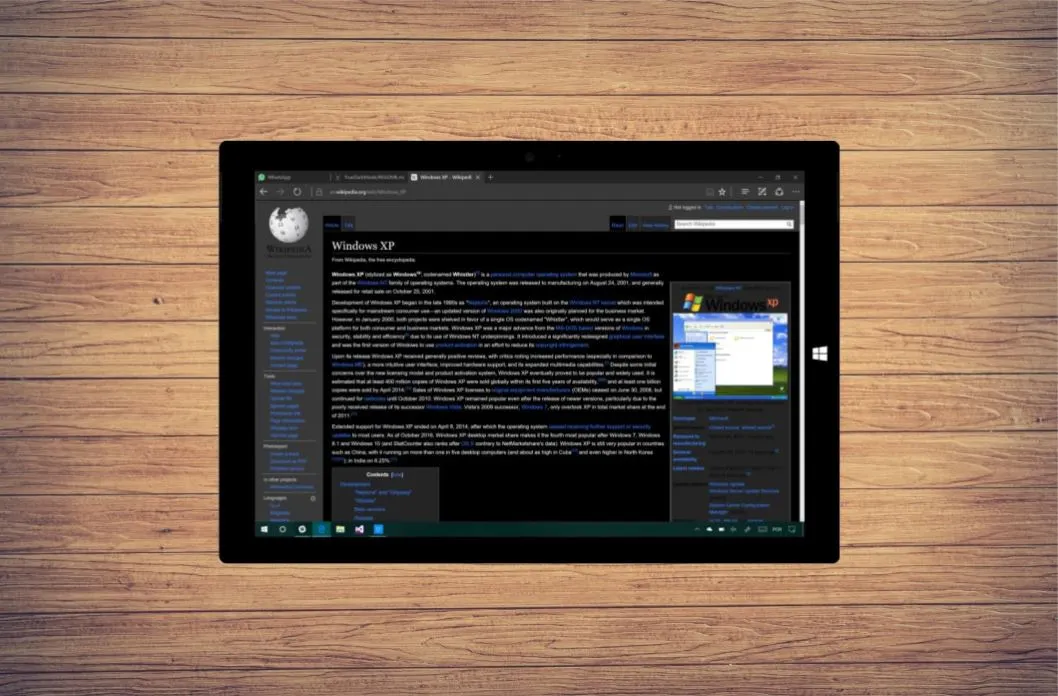 WhatsApp
Windows XP - Wikipedi
en.wikipedia.org/wiki/Windows_XP
Not logged in Talk Contributions Create account Log in
Article Talk
Read Edit View history
Search Wikipedia
WIKIPEDIA
Windows XP
From Wikipedia, the free encyclopedia
Windows XP (stylized as WindowsXP, codenamed Whistler) is a personal computer operating system that was produced by Microsoft as
part of the Windows NT family of operating systems. The operating system was released to manufacturing on August 24, 2001, and generally
released for retail sale on October 25, 2001.
Development of Windows XP began in the late 1990s as "Neptune", an operating system built on the Windows NT kernel which was intended
specifically for mainstream consumer use—an updated version of Windows 2000 was also originally planned for the business market.
However, in January 2000, both projects were shelved in favor of a single OS codenamed "Whistler", which would serve as a single OS
platform for both consumer and business markets. Windows XP was a major advance from the MS-DOS based versions of Windows in
security, stability and efficiency due to its use of Windows NT underpinnings. It introduced a significantly redesigned graphical user interface
and was the first version of Windows to use product activation in an effort to reduce its copyright infringement.
Upon its release Windows XP received generally positive reviews, with critics noting increased performance (especially in comparison to
Windows ME), a more intuitive user interface, improved hardware support, and its expanded multimedia capabilities. Despite some initial
concerns over the new licensing model and product activation system, Windows XP eventually proved to be popular and widely used. It is
estimated that at least 400 million copies of Windows XP were sold globally within its first five years of availability, and at least one billion
copies were sold by April 2014. Sales of Windows XP licenses to original equipment manufacturers (OEMs) ceased on June 30, 2008, but
continued for netbooks until October 2010. Windows XP remained popular even after the release of newer versions, particularly due to the
poorly received release of its successor Windows Vista. Vista's 2009 successor, Windows 7, only overtook XP in total market share at the end
of 2011.
Extended support for Windows XP ended on April 8, 2014, after which the operating system ceased receiving further support or security
updates to most users. As of October 2016, Windows XP desktop market share makes it the fourth most popular after Windows 7, Windows
8.1 and Windows 10 (and StatCounter also ranks after OS X contrary to NetMarketshare's data). Windows XP is still very popular in countries
such as China, with it running on more than one in five desktop computers (and about as high in Cuba and even higher in North Korea
); in India on 6.25%.
Contents [hide]
Development
"Neptune" and "Odyssey"
"Whistler"
Release
Windows xp
Developer Microsoft
Released to
manufacturing
General
availability
Latest release
Windows Update
Interaction
Help
About Wikipedia
Community portal
Recent changes
Contact page
Tools
What links here
Related changes
Upload file
Special pages
Permanent link
Page information
Wikidata item
Cite this page
Print/export
Create a book
Download as PDF
Printable version
In other projects
Wikimedia Commons
Languages
POR